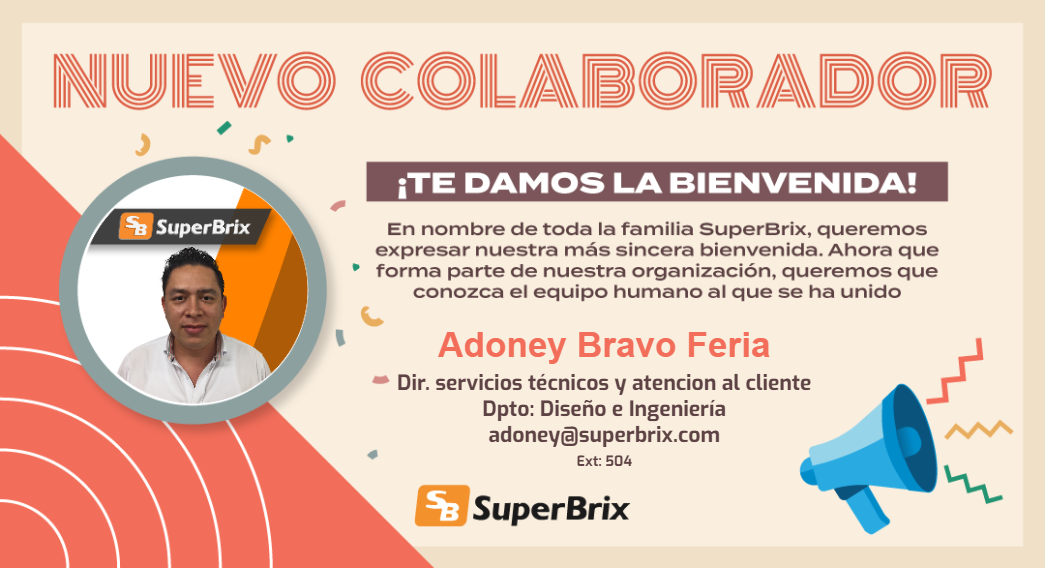 NUEVO COLABORADOR
SB SuperBrix
¡TE DAMOS LA BIENVENIDA!
En nombre de toda la familia SuperBrix, queremos
expresar nuestra más sincera bienvenida. Ahora que
forma parte de nuestra organización, queremos que
conozca el equipo humano al que se ha unido
Adoney Bravo Feria
Dir. servicios técnicos y atencion al cliente
Dpto: Diseño e Ingeniería
adoney@superbrix.com
Ext: 504
SB SuperBrix